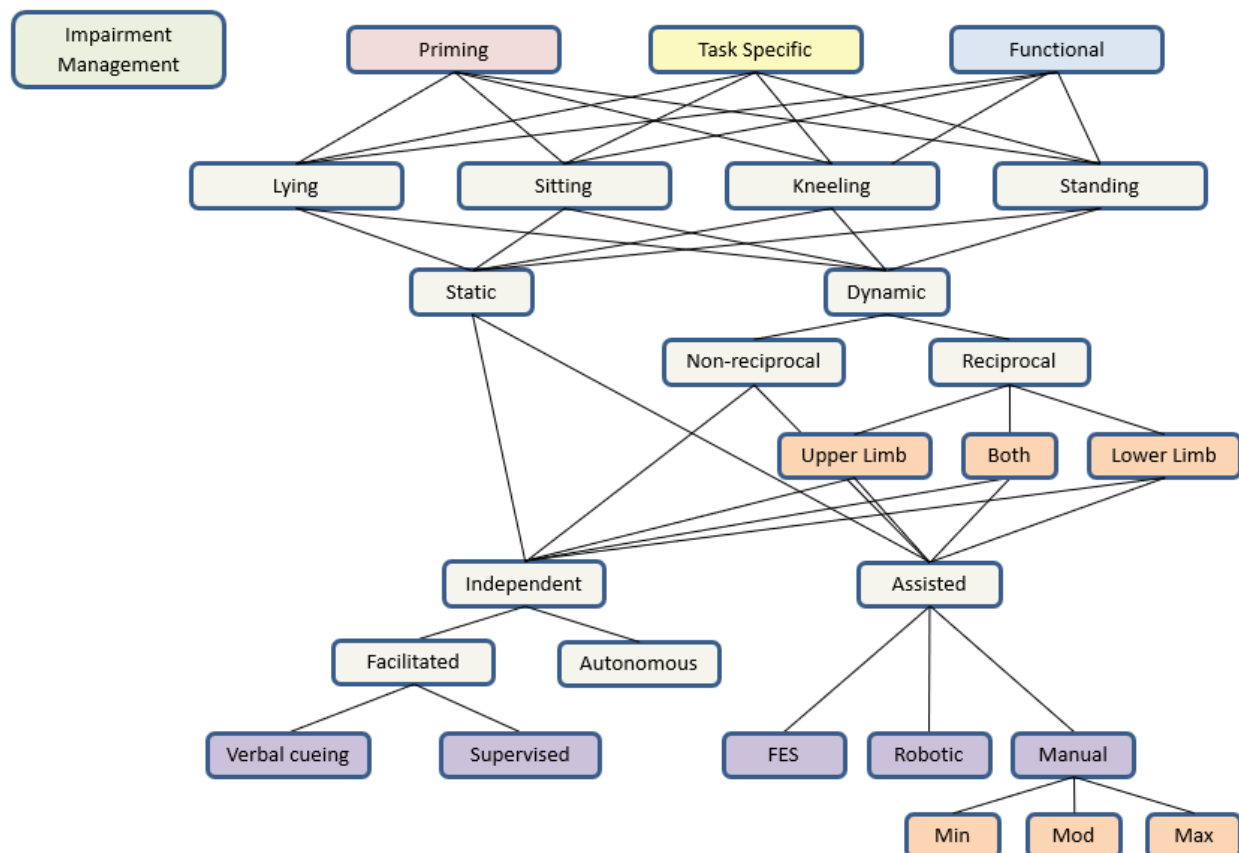 Impairment
Management
Priming
Task Specific
Functional
Lying
Sitting
Kneeling
Standing
Static
Dynamic
Non-reciprocal
Reciprocal
Upper Limb
Both
Lower Limb
Independent
Assisted
Facilitated
Autonomous
Verbal cueing
Supervised
FES
Robotic
Manual
Min
Mod
Max